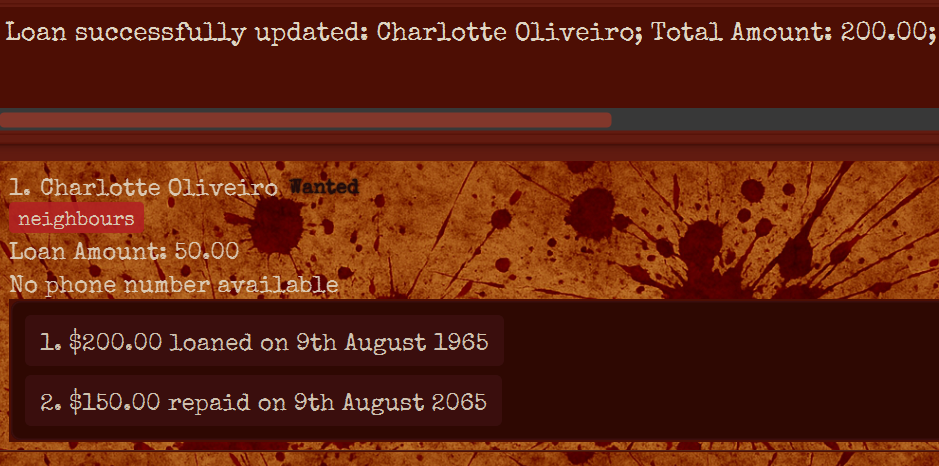 Loan successfully updated: Charlotte Oliveiro; Total Amount: 200.00;
1. Charlotte Oliveiro Wanted
neighbours
Loan Amount: 50.00
No phone number available
1. $200.00 loaned on 9th August 1965
2. $150.00 repaid on 9th August 2065